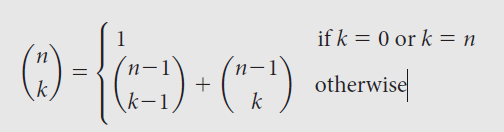 (n k) = { 1 if k = 0 or k = n
(n−1 k−1) + (n−1 k) otherwise